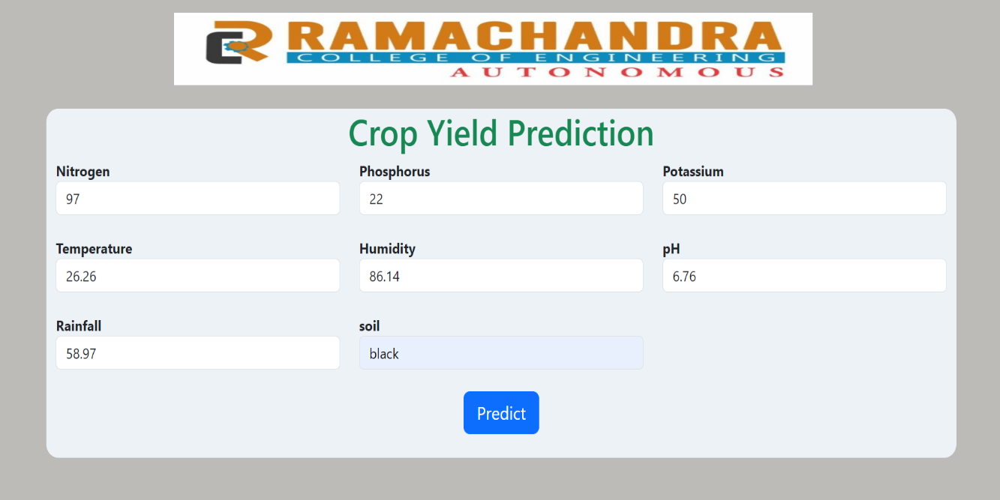 RAMACHANDRA
COLLEGE OF ENGINEERING
AUTONOMOUS
Crop Yield Prediction
Nitrogen Phosphorus Potassium
97 22 50
Temperature Humidity pH
26.26 86.14 6.76
Rainfall soil
58.97 black
Predict